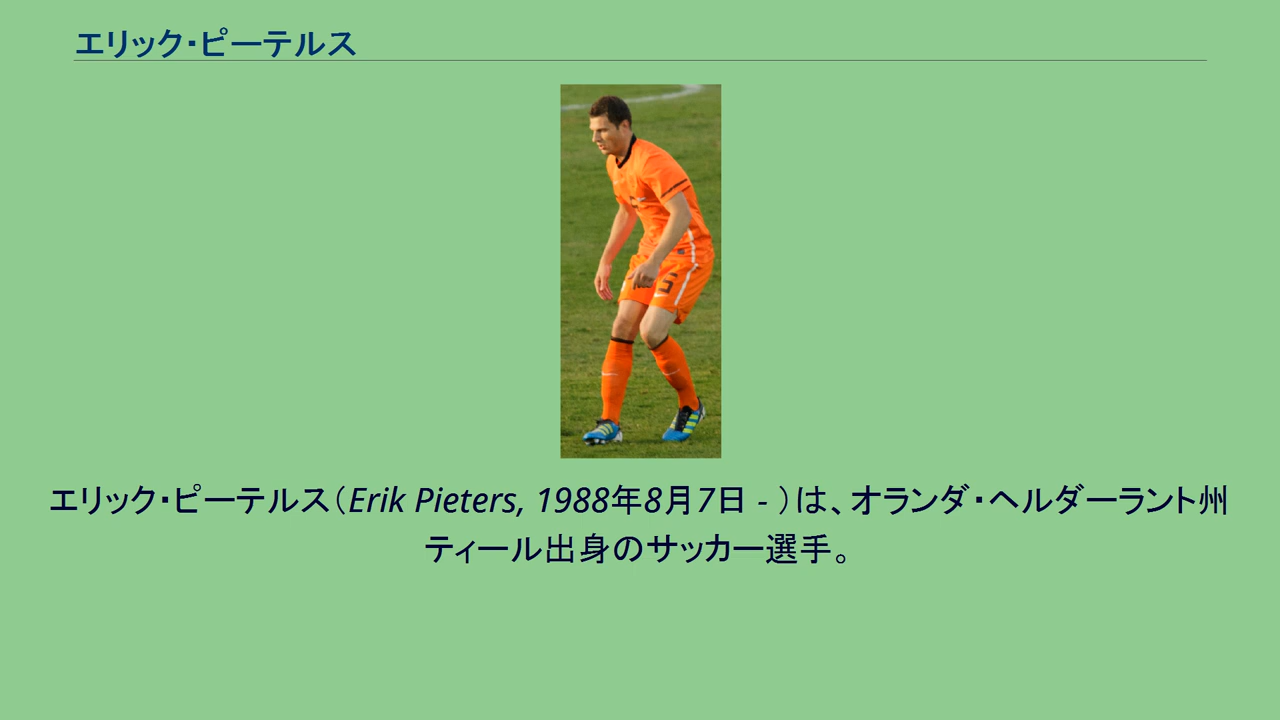 エリック・ピーテルス
エリック・ピーテルス（Erik Pieters, 1988年8月7日 - ）は、オランダ・ヘルダーラント州
ティール出身のサッカー選手。